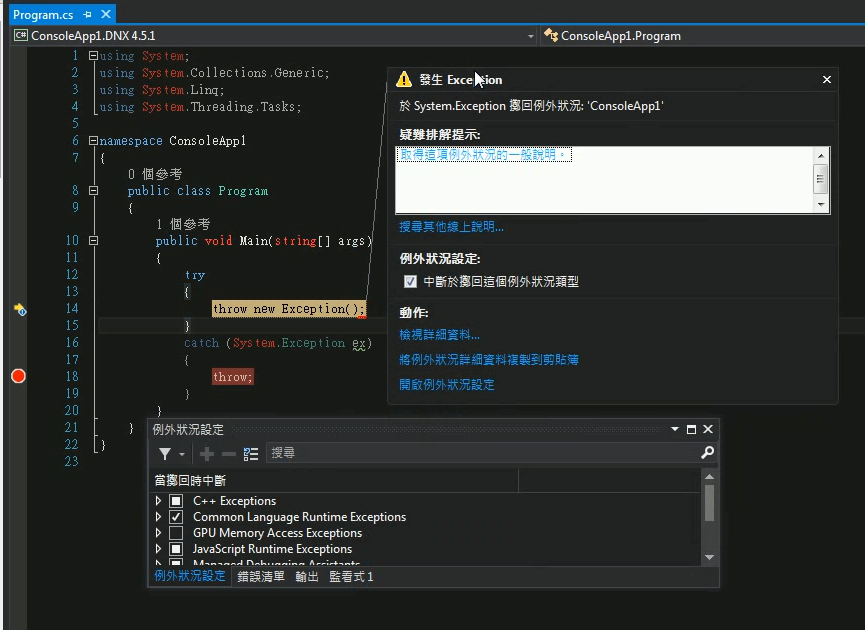 Program.cs
C# ConsoleApp1.DNX 4.5.1
ConsoleApp1.Program
1 using System;
2 using System.Collections.Generic;
3 using System.Linq;
4 using System.Threading.Tasks;
5
6 namespace ConsoleApp1
7 {
0 個參考
8 public class Program
9 {
1 個參考
10 public void Main(string[] args)
11 {
12 try
13 {
14 throw new Exception();
15 }
16 catch (System.Exception ex)
17 {
18 throw;
19 }
20 }
21 }
22 }
23
發生 Exception
於 System.Exception 擲回例外狀況: 'ConsoleApp1'
疑難排解提示:
取得這項例外狀況的一般說明。
搜尋其他線上說明...
例外狀況設定:
中斷於擲回這個例外狀況類型
動作:
檢視詳細資料...
將例外狀況詳細資料複製到剪貼簿
開啟例外狀況設定
例外狀況設定
搜尋
當擲回時中斷
C++ Exceptions
Common Language Runtime Exceptions
GPU Memory Access Exceptions
JavaScript Runtime Exceptions
Managed Debugging Assistants
例外狀況設定 錯誤清單 輸出 監看式 1